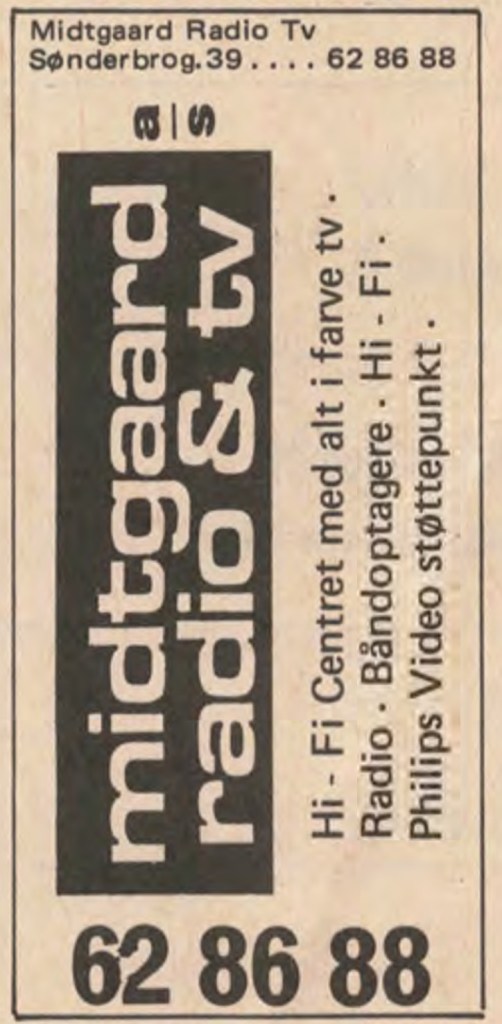 Midtgaard Radio Tv
Sønderbrog.39 .... 62 86 88
midtgaard
radio & tv
a/s
Hi - Fi Centret med alt i farve tv ·
Radio · Båndoptagere · Hi - Fi ·
Philips Video støttepunkt ·
62 86 88